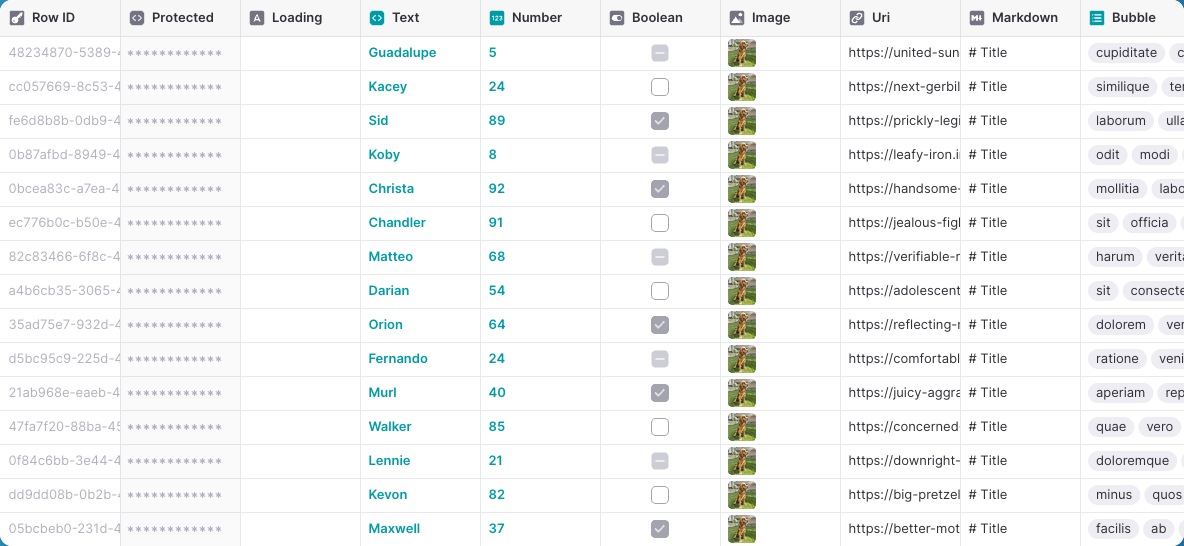 Row ID Protected Loading Text Number Boolean Image Uri Markdown Bubble
48234870-5389- ************ Guadalupe 5 https://united-sun # Title cupiditate c
cc057669-8c53-4 ************ Kacey 24 https://next-gerbil # Title similique ter
fe6d8b8b-0db9-4 ************ Sid 89 https://prickly-legi # Title laborum ulla
0b87afbd-8949-4 ************ Koby 8 https://leafy-iron.i # Title odit modi
0bcea83c-a7ea-4 ************ Christa 92 https://handsome- # Title mollitia labo
ec776b0c-b50e-4 ************ Chandler 91 https://jealous-figh # Title sit officia
82c83466-6f8c-4 ************ Matteo 68 https://verifiable-r # Title harum verita
a4b6cb35-3065-4 ************ Darian 54 https://adolescent # Title sit consecte
35ad75e7-932d-4 ************ Orion 64 https://reflecting-r # Title dolorem ver
d5bc95c9-225d-4 ************ Fernando 24 https://comfortabl # Title ratione veni
21ab968e-eaeb-4 ************ Murl 40 https://juicy-aggra # Title aperiam rep
47fa7f20-88ba-45 ************ Walker 85 https://concerned- # Title quae vero
0f84c6bb-3e44-4 ************ Lennie 21 https://downright- # Title doloremque
dd9dd08b-0b2b- ************ Kevon 82 https://big-pretzel # Title minus quos
05bcbeb0-231d-4 ************ Maxwell 37 https://better-mot # Title facilis ab